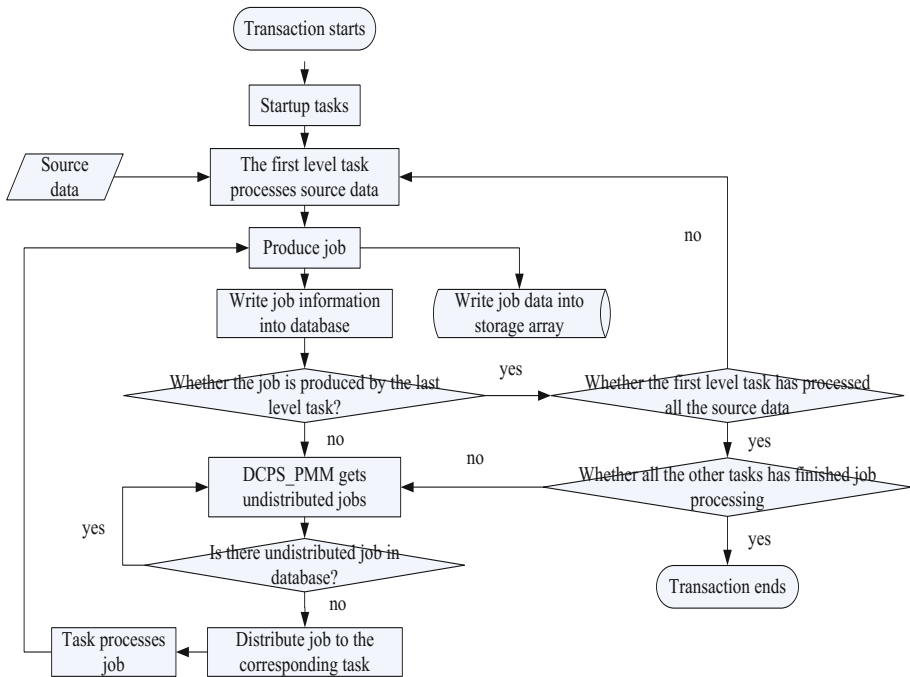 Transaction starts
Startup tasks
Source
data
The first level task
processes source data
no
Produce job
Write job information
into database
Write job data into
storage array
Whether the job is produced by the last
level task?
yes
Whether the first level task has processed
all the source data
no
yes
DCPS_PMM gets
undistributed jobs
no
Whether all the other tasks has finished job
processing
yes
yes
Is there undistributed job in
database?
Transaction ends
no
Task processes
job
Distribute job to the
corresponding task